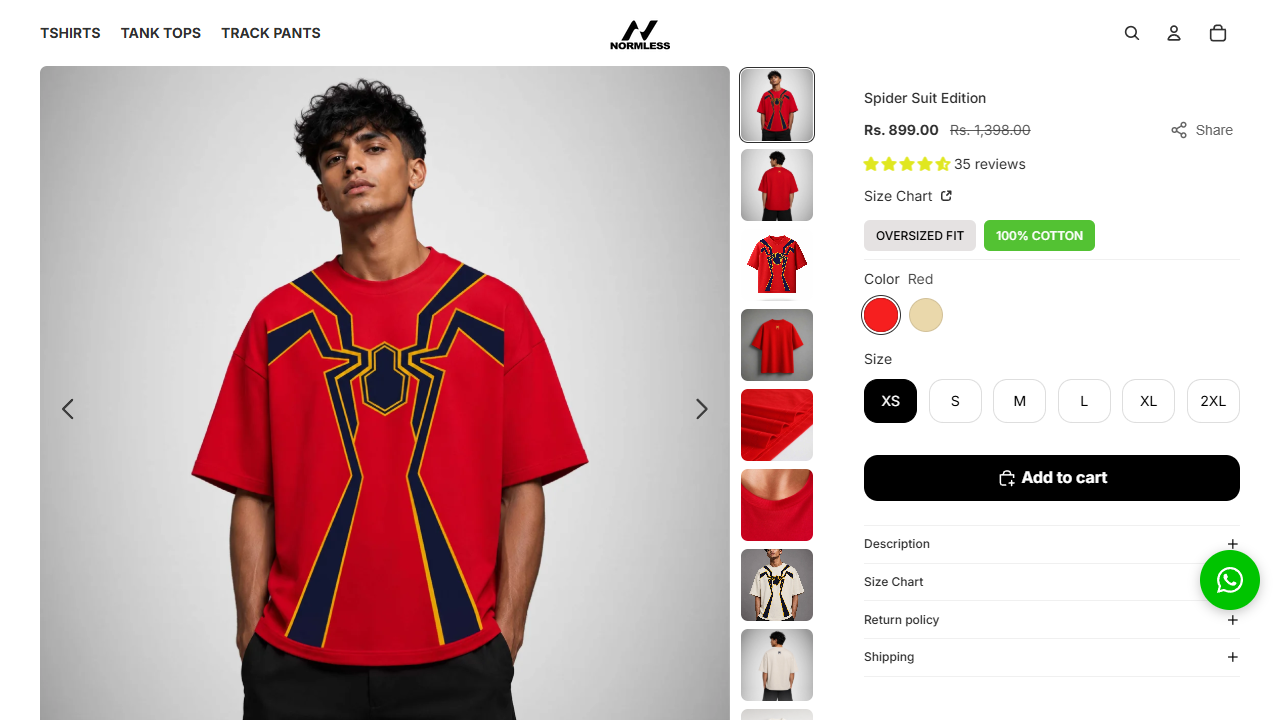 TSHIRTS TANK TOPS TRACK PANTS
NORMLESS
Spider Suit Edition
Rs. 899.00 Rs. 1,398.00
Share
35 reviews
Size Chart
OVERSIZED FIT 100% COTTON
Color Red
Size
XS S M L XL 2XL
Add to cart
Description
Size Chart
Return policy
Shipping